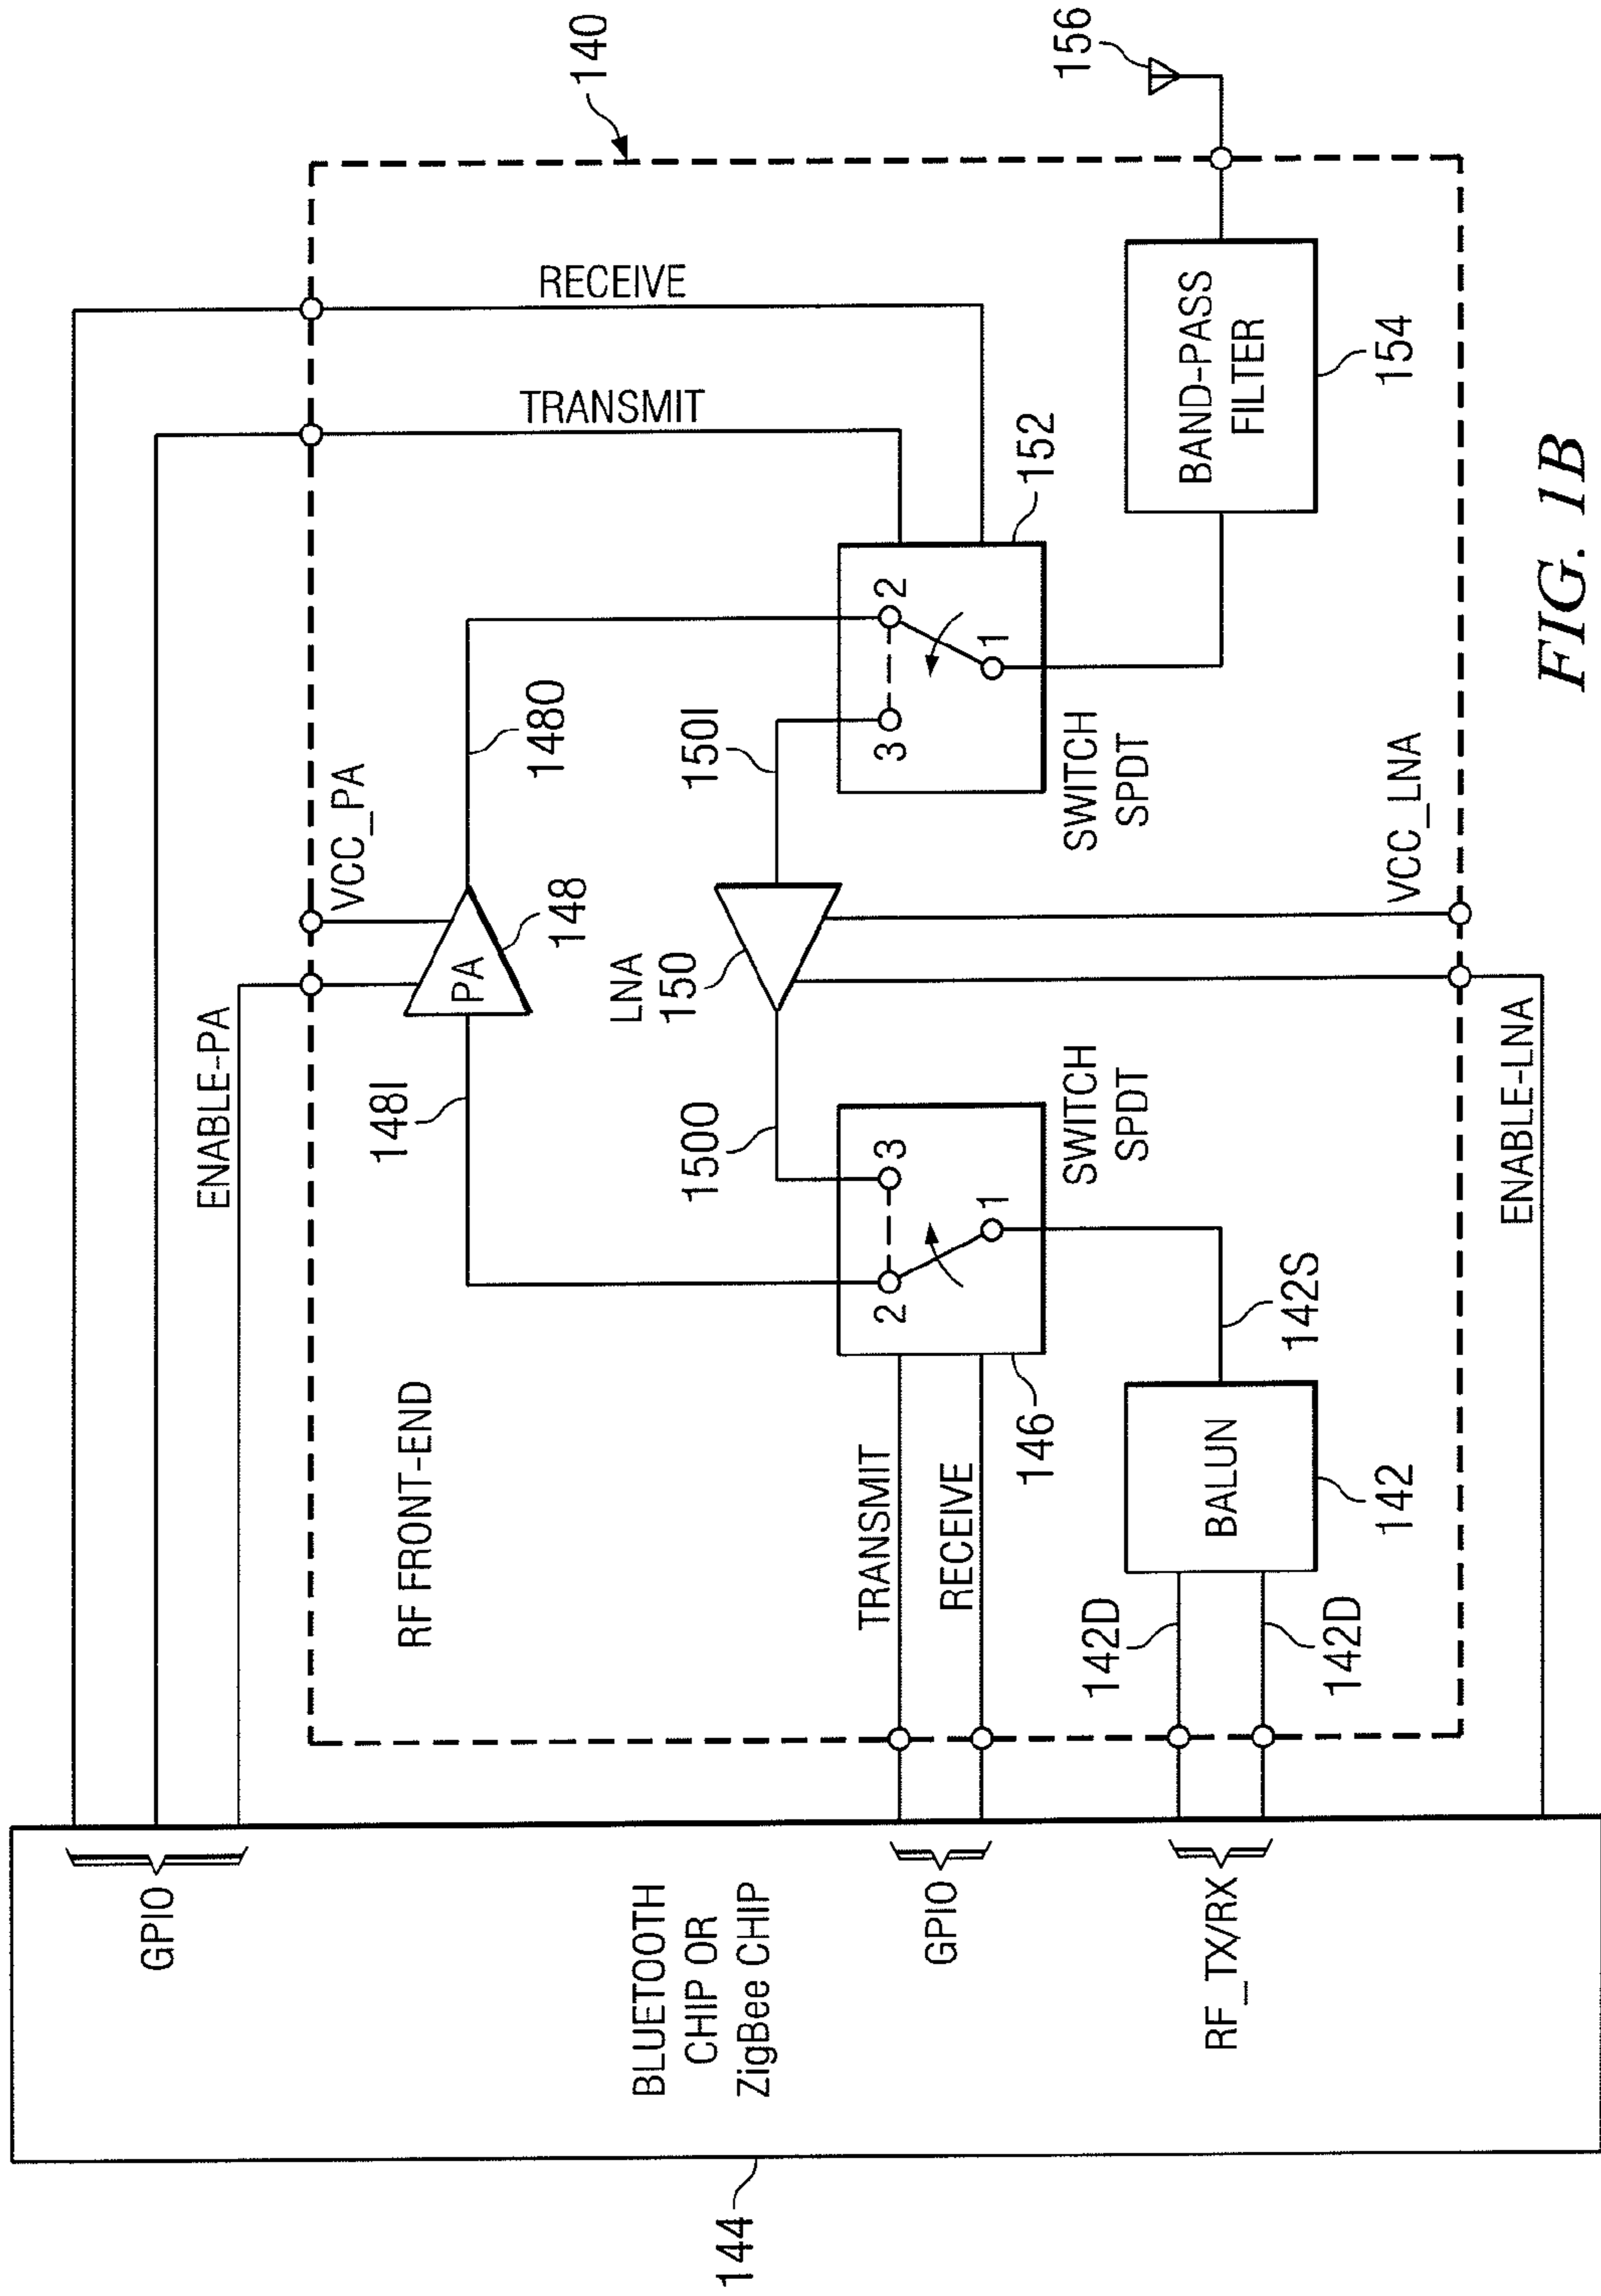 144
BLUETOOTH
CHIP OR
ZigBee CHIP
GPIO
GPIO
RF_TX/RX
RF FRONT-END
140
ENABLE-PA
VCC_PA
TRANSMIT
RECEIVE
148I
PA
148
148O
LNA
150
150O
150I
TRANSMIT
RECEIVE
2
3
1
146
SWITCH
SPDT
3
2
1
152
SWITCH
SPDT
142D
142D
BALUN
142
142S
BAND-PASS
FILTER
154
156
ENABLE-LNA
VCC_LNA
FIG. 1B